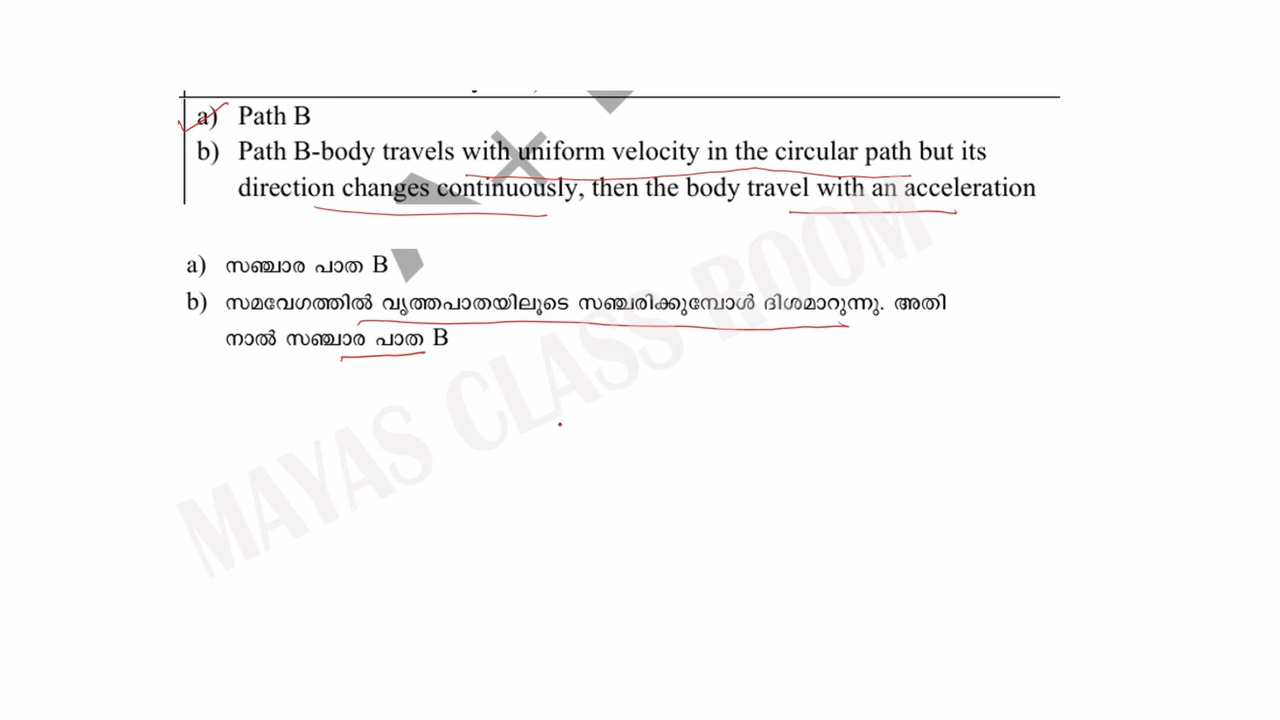 a) Path B
b) Path B-body travels with uniform velocity in the circular path but its
direction changes continuously, then the body travel with an acceleration
a) സഞ്ചാര പാത B
b) സമവേഗത്തിൽ വൃത്തപാതയിലൂടെ സഞ്ചരിക്കുമ്പോൾ ദിശമാറുന്നു. അതി
നാൽ സഞ്ചാര പാത B
MAYAS CLASS ROOM